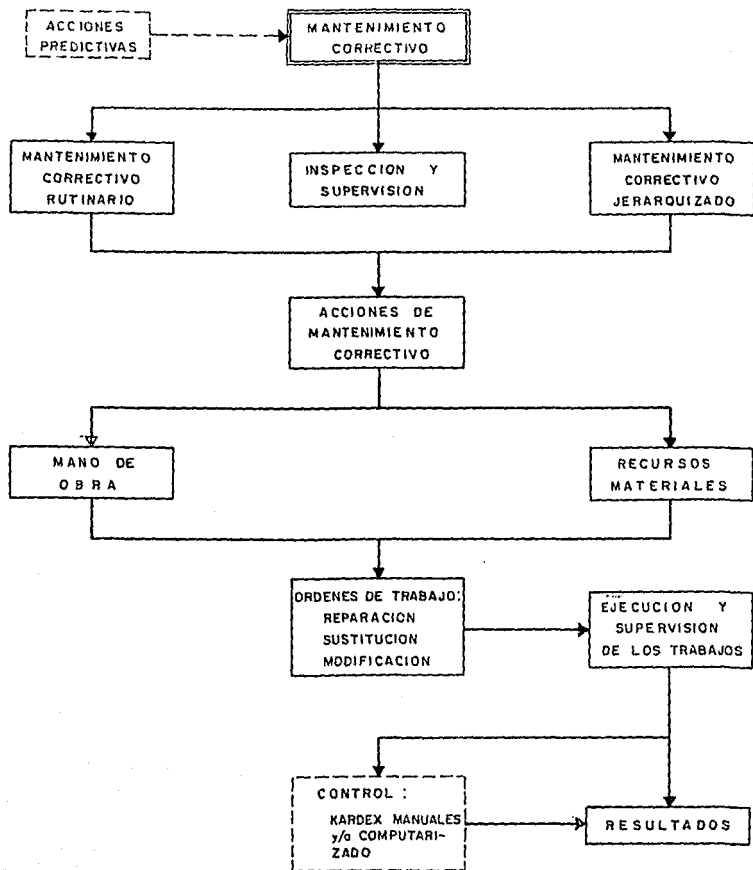 ACCIONES
PREDICTIVAS
MANTENIMIENTO
CORRECTIVO
MANTENIMIENTO
CORRECTIVO
RUTINARIO
INSPECCION Y
SUPERVISION
MANTENIMIENTO
CORRECTIVO
JERARQUIZADO
ACCIONES DE
MANTENIMIENTO
CORRECTIVO
MANO DE
OBRA
RECURSOS
MATERIALES
ORDENES DE TRABAJO:
REPARACION
SUSTITUCION
MODIFICACION
EJECUCION Y
SUPERVISION
DE LOS TRABAJOS
CONTROL :
KARDEX MANUALES
y/o COMPUTARI-
ZADO
RESULTADOS